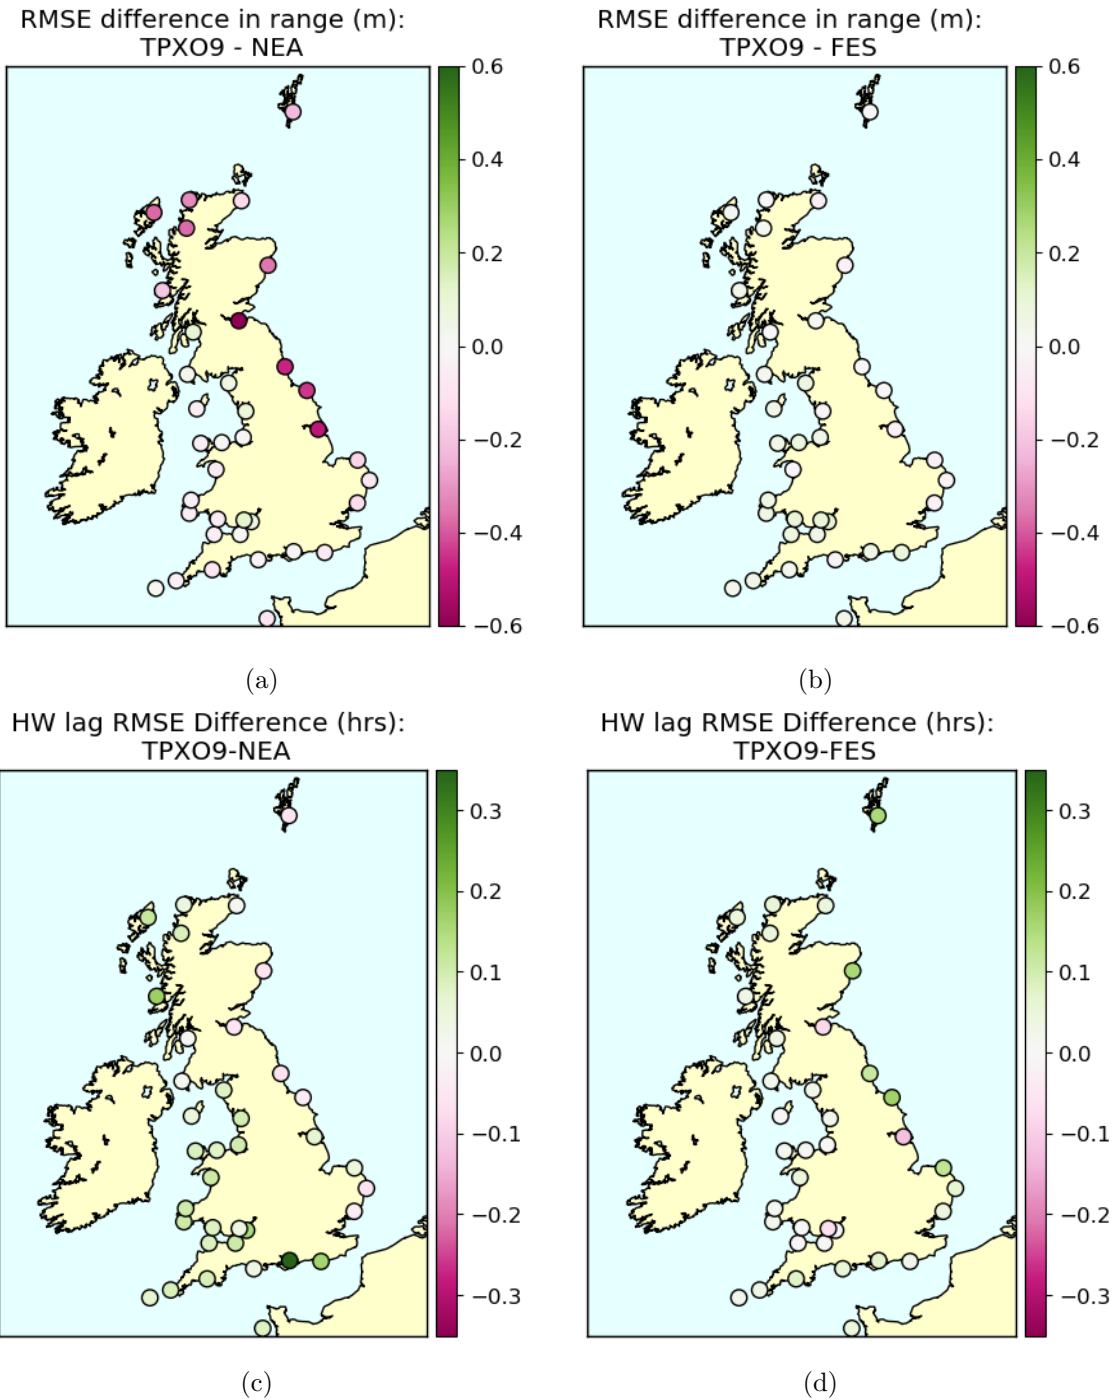 RMSE difference in range (m):
TPXO9 - NEA
0.6
0.4
0.2
0.0
−0.2
−0.4
−0.6
(a)
RMSE difference in range (m):
TPXO9 - FES
0.6
0.4
0.2
0.0
−0.2
−0.4
−0.6
(b)
HW lag RMSE Difference (hrs):
TPXO9-NEA
0.3
0.2
0.1
0.0
−0.1
−0.2
−0.3
(c)
HW lag RMSE Difference (hrs):
TPXO9-FES
0.3
0.2
0.1
0.0
−0.1
−0.2
−0.3
(d)